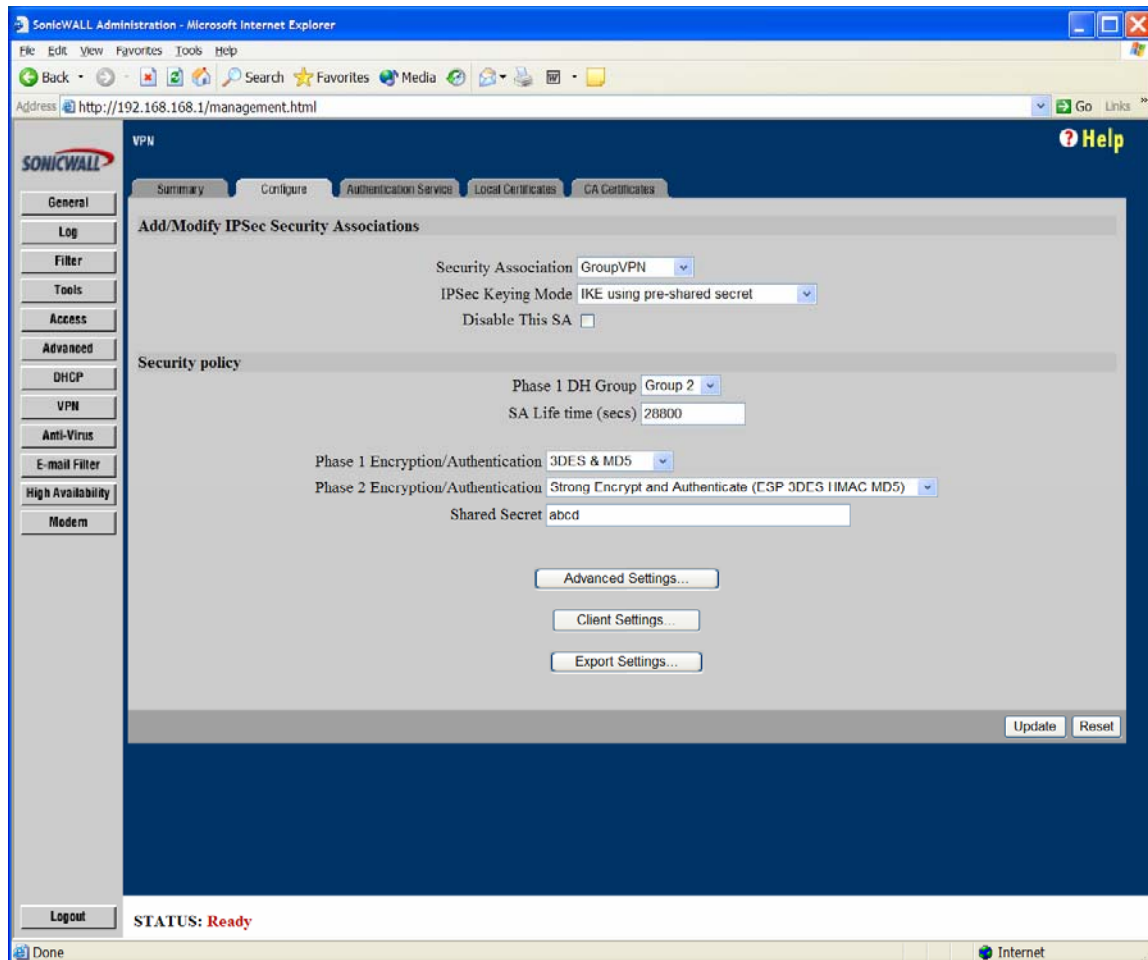 SonicWALL Administration - Microsoft Internet Explorer
File Edit View Favorites Tools Help
Back Search Favorites Media
Address http://192.168.168.1/management.html Go Links »
SONICWALL
VPN
? Help
Summary Configure Authentication Service Local Certificates CA Certificates
General
Log
Filter
Tools
Access
Advanced
DHCP
VPN
Anti-Virus
E-mail Filter
High Availability
Modem
Logout
Add/Modify IPSec Security Associations
Security Association GroupVPN
IPSec Keying Mode IKE using pre-shared secret
Disable This SA
Security policy
Phase 1 DH Group Group 2
SA Life time (secs) 28800
Phase 1 Encryption/Authentication 3DES & MD5
Phase 2 Encryption/Authentication Strong Encrypt and Authenticate (ESP 3DES HMAC MD5)
Shared Secret abcd
Advanced Settings...
Client Settings...
Export Settings...
Update Reset
STATUS: Ready
Done Internet